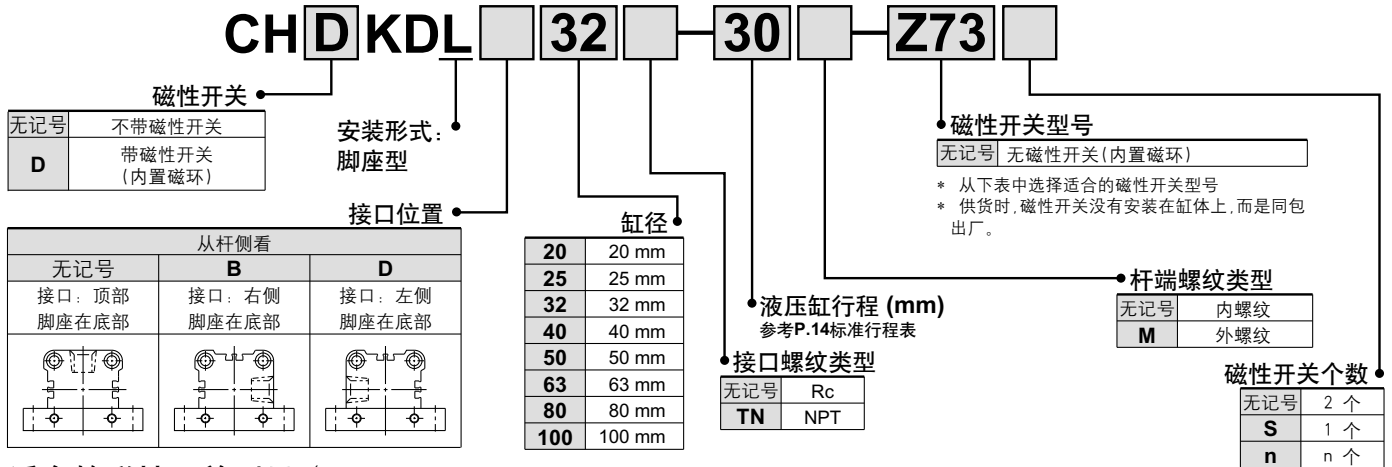 CHDKDL 32 - 30 - Z73
磁性开关
无记号 不带磁性开关
D 带磁性开关
(内置磁环)
安装形式：
脚座型
接口位置
从杆侧看
无记号 B D
接口：顶部 接口：右侧 接口：左侧
脚座在底部 脚座在底部 脚座在底部
缸径
20 20 mm
25 25 mm
32 32 mm
40 40 mm
50 50 mm
63 63 mm
80 80 mm
100 100 mm
液压缸行程 (mm)
参考P.14标准行程表
接口螺纹类型
无记号 Rc
TN NPT
磁性开关型号
无记号 无磁性开关(内置磁环)
* 从下表中选择适合的磁性开关型号
* 供货时,磁性开关没有安装在缸体上,而是同包
出厂。
杆端螺纹类型
无记号 内螺纹
M 外螺纹
磁性开关个数
无记号 2 个
S 1 个
n n 个